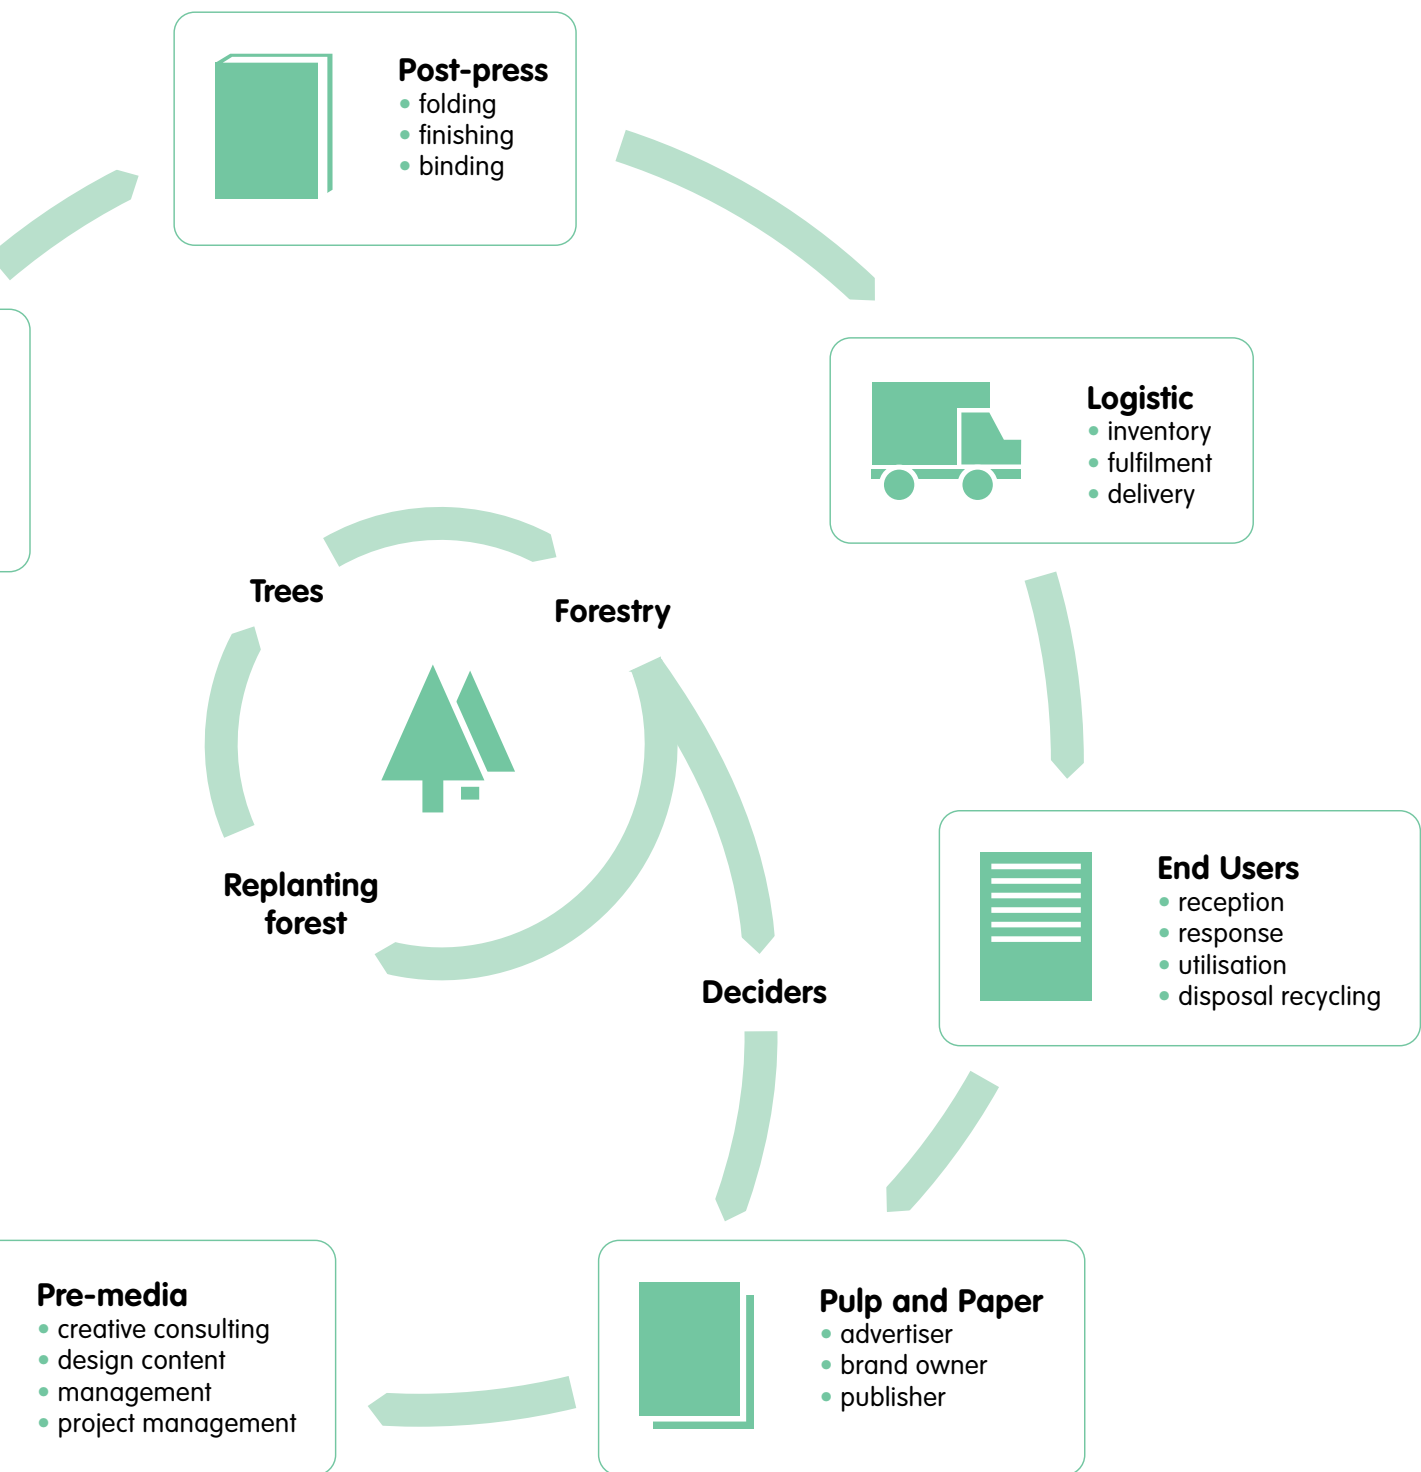 Post-press
• folding
• finishing
• binding
Logistic
• inventory
• fulfilment
• delivery
Trees
Forestry
Replanting
forest
End Users
• reception
• response
• utilisation
• disposal recycling
Deciders
Pre-media
• creative consulting
• design content
• management
• project management
Pulp and Paper
• advertiser
• brand owner
• publisher